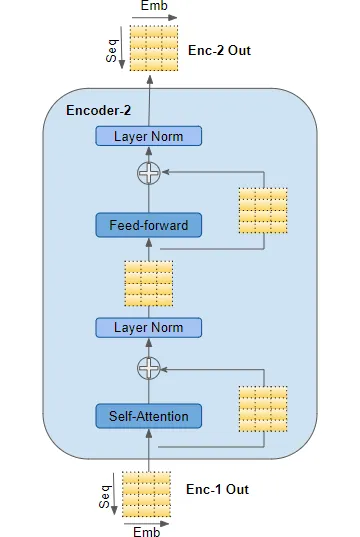 Emb
Seq
Enc-2 Out
Encoder-2
Layer Norm
Feed-forward
Layer Norm
Self-Attention
Seq
Enc-1 Out
Emb